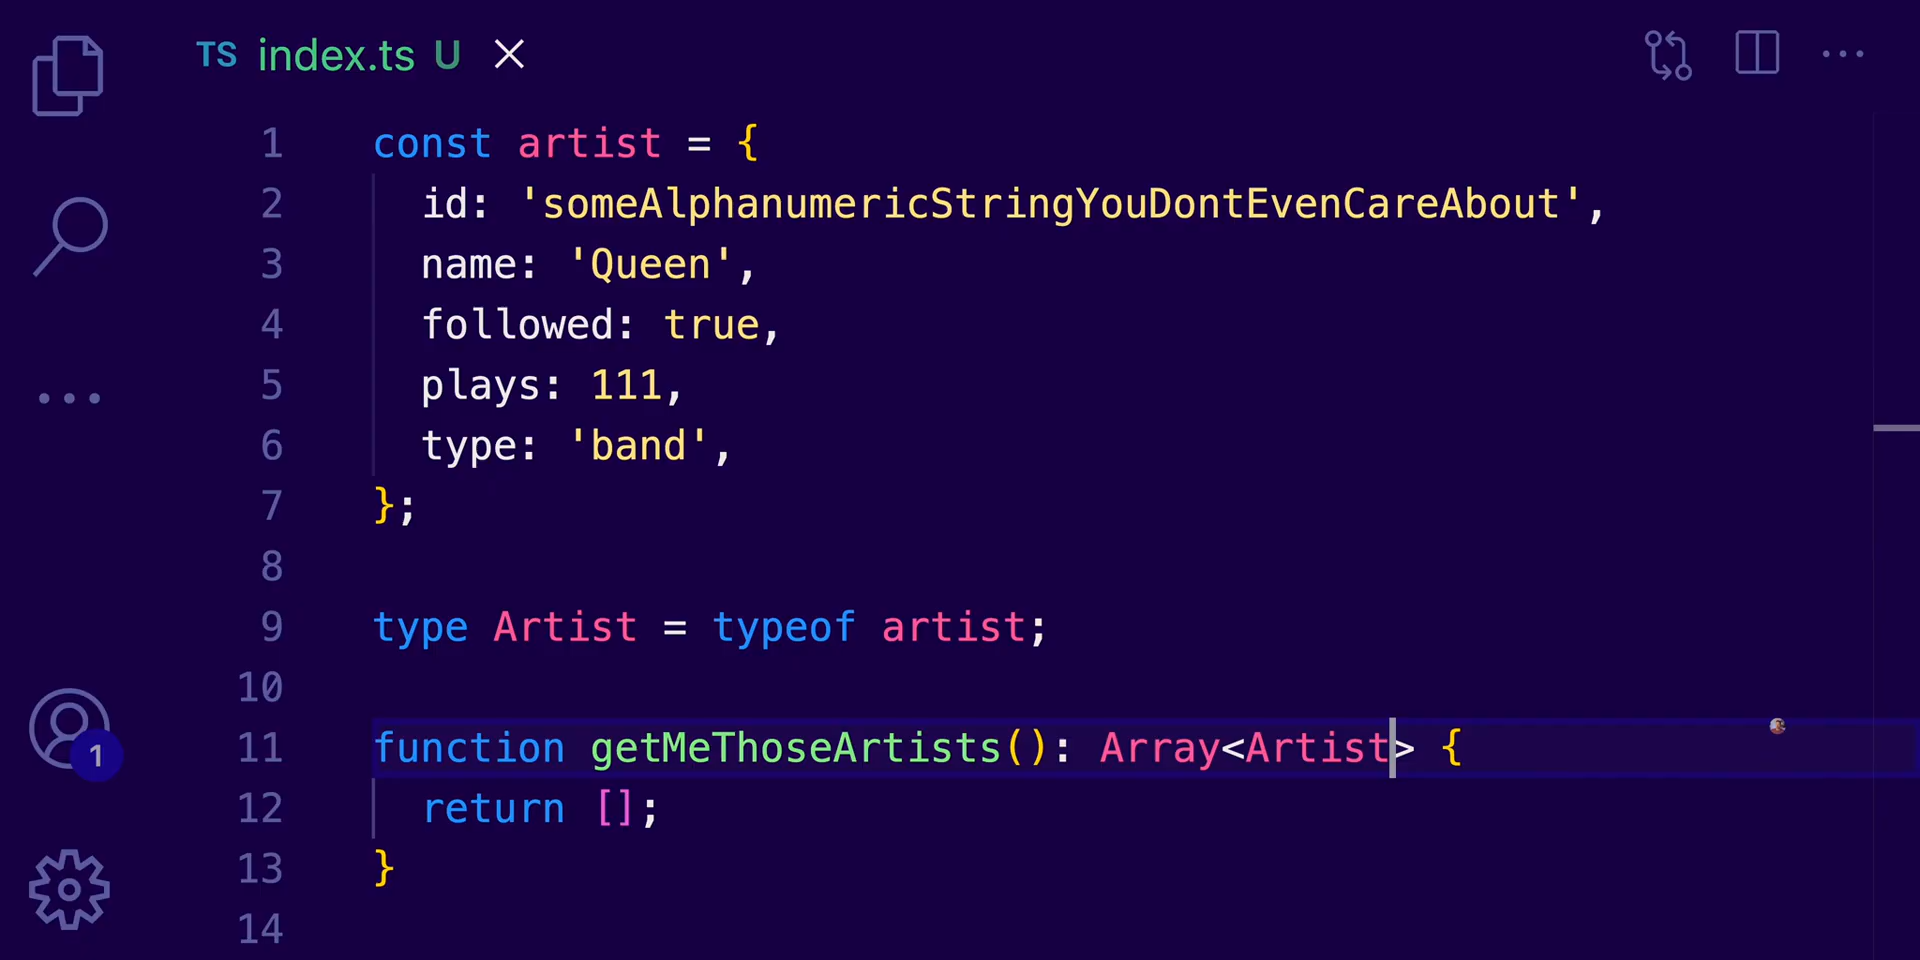 TS index.ts U
1 const artist = {
2 id: 'someAlphanumericStringYouDontEvenCareAbout',
3 name: 'Queen',
4 followed: true,
5 plays: 111,
6 type: 'band',
7 };
8
9 type Artist = typeof artist;
10
11 function getMeThoseArtists(): Array<Artist> {
12 return [];
13 }
14
1